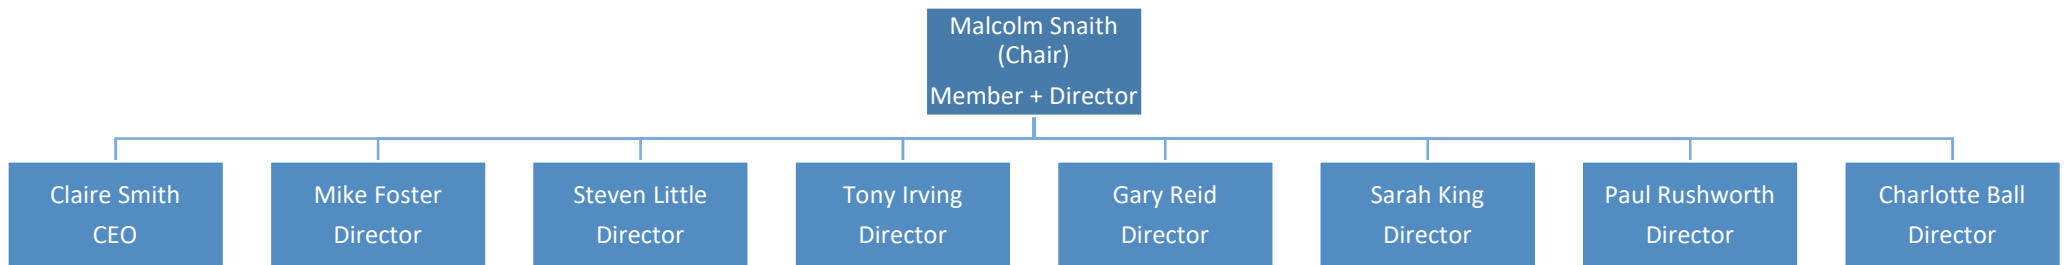 Malcolm Snaith
(Chair)
Member + Director
Claire Smith
CEO
Mike Foster
Director
Steven Little
Director
Tony Irving
Director
Gary Reid
Director
Sarah King
Director
Paul Rushworth
Director
Charlotte Ball
Director